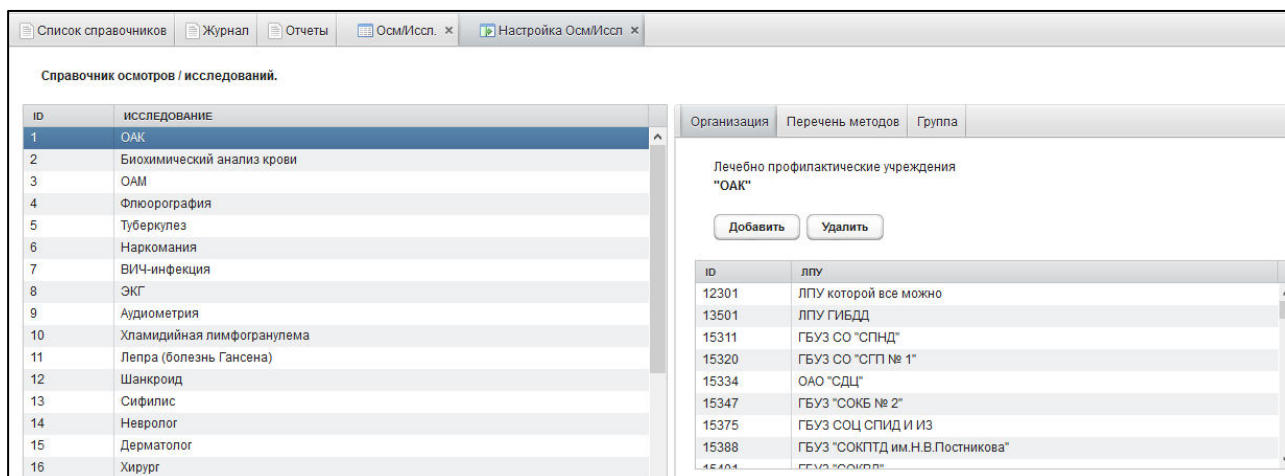 Список справочников Журнал Отчеты Осм/Иссл. × Настройка Осм/Иссл ×
Справочник осмотров / исследований.
ID ИССЛЕДОВАНИЕ
1 ОАК
2 Биохимический анализ крови
3 ОАМ
4 Флюорография
5 Туберкулез
6 Наркомания
7 ВИЧ-инфекция
8 ЭКГ
9 Аудиометрия
10 Хламидийная лимфогранулема
11 Лепра (болезнь Гансена)
12 Шанкроид
13 Сифилис
14 Невролог
15 Дерматолог
16 Хирург
Организация Перечень методов Группа
Лечебно профилактические учреждения
"ОАК"
Добавить Удалить
ID ЛПУ
12301 ЛПУ которой все можно
13501 ЛПУ ГИБДД
15311 ГБУЗ СО "СПНД"
15320 ГБУЗ СО "СГП № 1"
15334 ОАО "СДЦ"
15347 ГБУЗ "СОКБ № 2"
15375 ГБУЗ СОЦ СПИД И ИЗ
15388 ГБУЗ "СОКПТД им.Н.В.Постникова"